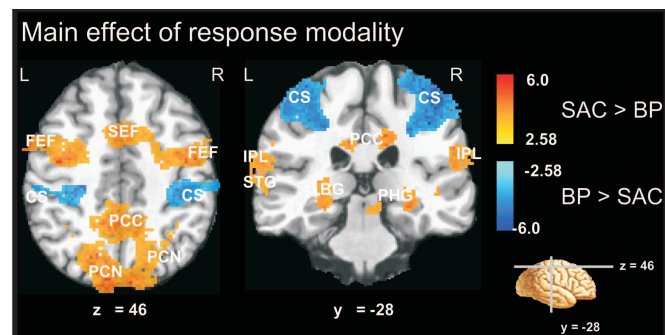 Main effect of response modality
L
R
SEF
FEF
FEF
CS
CS
PCC
PCN
PCN
z = 46
L
R
CS
CS
PCC
IPL
IPL
STG
LBG
PHG
y = -28
6.0
SAC > BP
2.58
-2.58
BP > SAC
-6.0
z = 46
y = -28